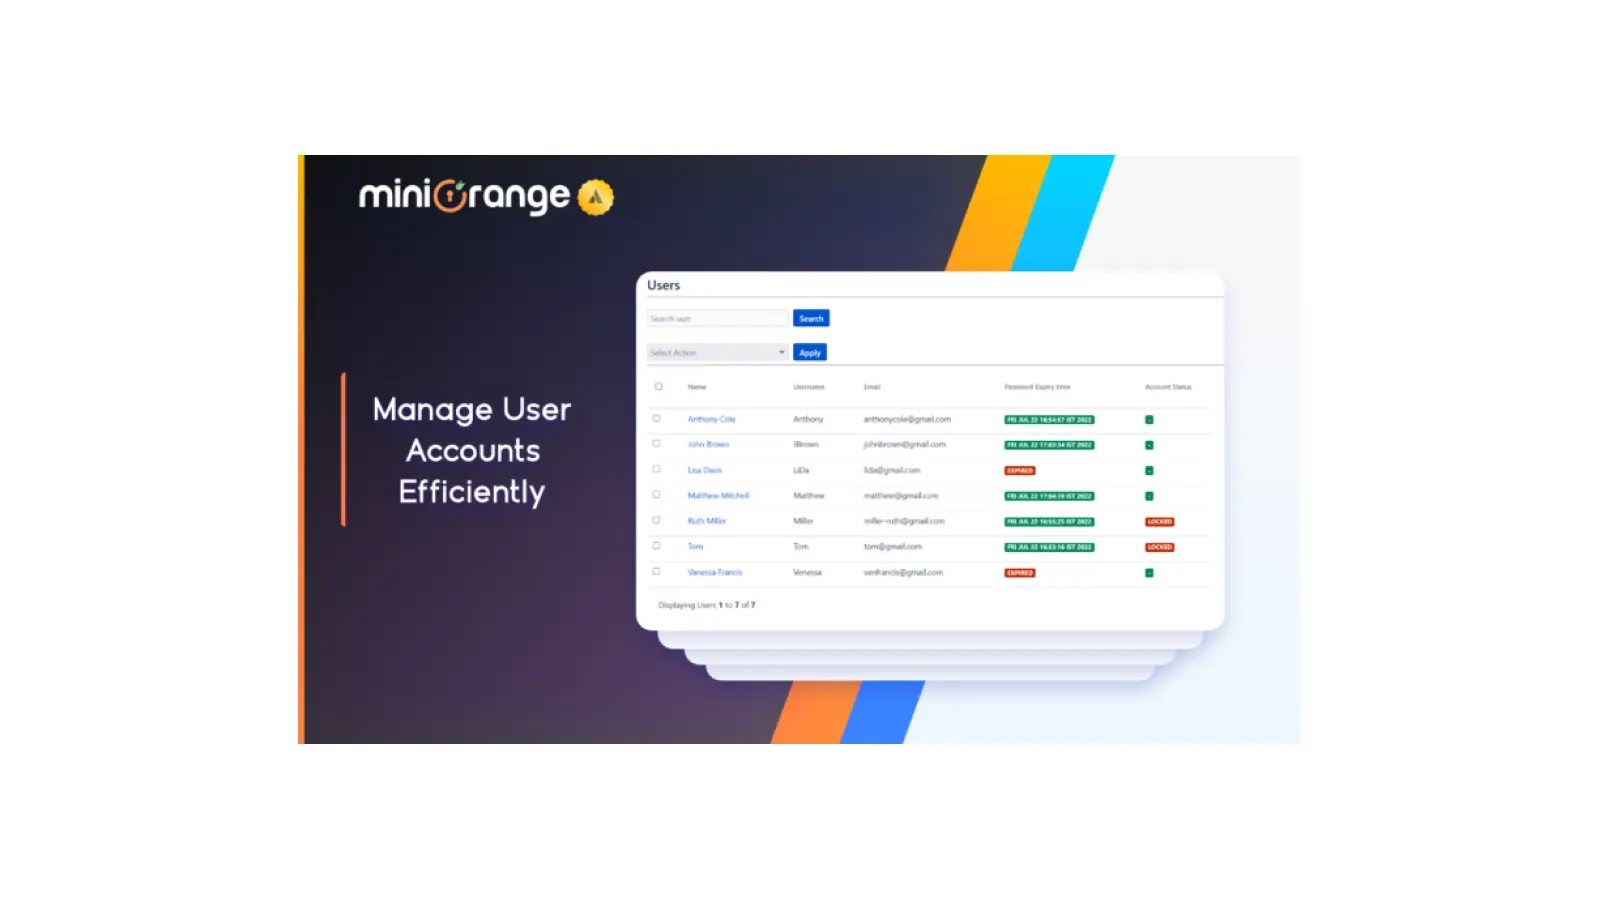 miniOrange
Manage User
Accounts
Efficiently
Users
Search user Search
Select Action Apply
Name Username Email Password Expiry time Account Status
Anthony Cole Anthony anthonycole@gmail.com FRI JUL 22 16:54:57 IST 2022 -
John Brown JBrown johnbrown@gmail.com FRI JUL 22 17:03:34 IST 2022 -
Lisa Davis LiDa lida@gmail.com EXPIRED -
Matthew Mitchell Matthew matthew@gmail.com FRI JUL 22 17:04:19 IST 2022 -
Ruth Miller Miller miller-ruth@gmail.com FRI JUL 22 16:55:25 IST 2022 LOCKED
Tom Tom tom@gmail.com FRI JUL 22 16:53:16 IST 2022 LOCKED
Vanessa Francis Venessa venfrancis@gmail.com EXPIRED -
Displaying Users 1 to 7 of 7